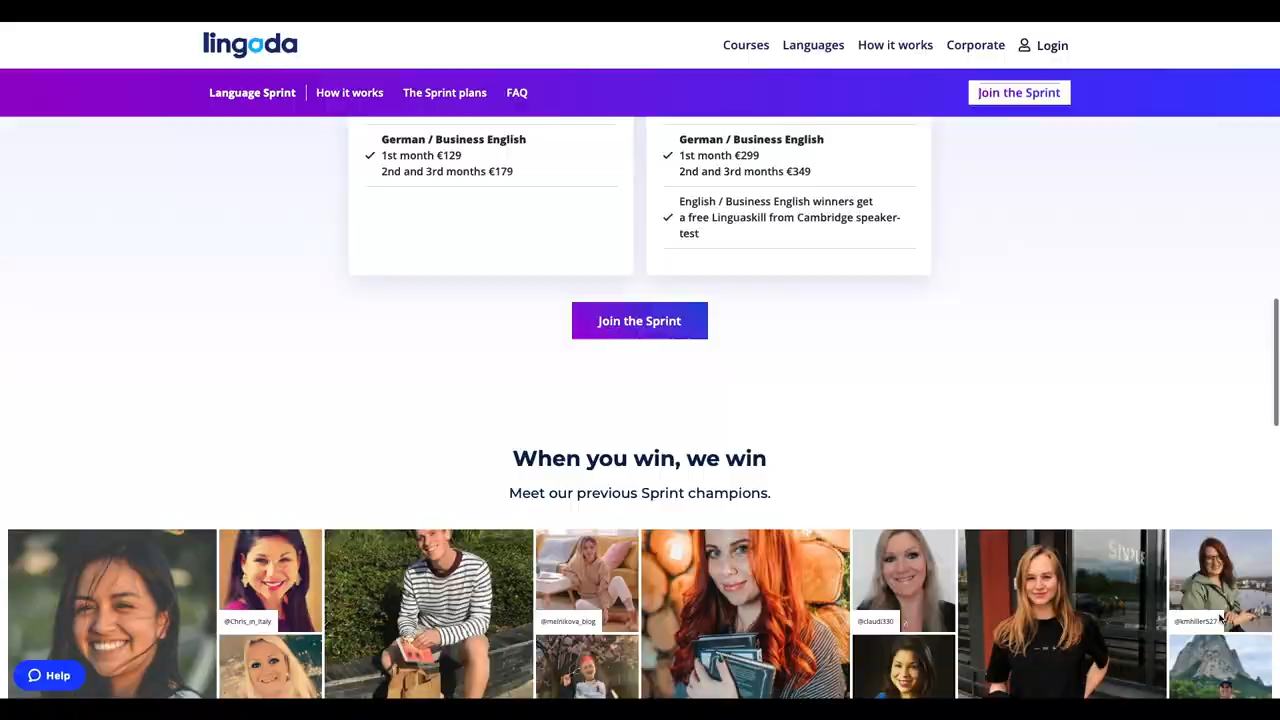 lingoda
Courses Languages How it works Corporate Login
Language Sprint How it works The Sprint plans FAQ Join the Sprint
German / Business English
1st month €129
2nd and 3rd months €179
German / Business English
1st month €299
2nd and 3rd months €349
English / Business English winners get
a free Linguaskill from Cambridge speaker-
test
Join the Sprint
When you win, we win
Meet our previous Sprint champions.
@Chris_in_Italy
@melnikova_blog
@claudi330
@kmhiller527
Help